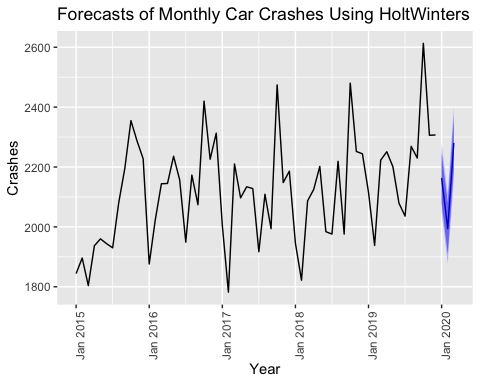 Forecasts of Monthly Car Crashes Using HoltWinters
2600
2400
2200
2000
1800
Crashes
Jan 2015
Jan 2016
Jan 2017
Jan 2018
Jan 2019
Jan 2020
Year